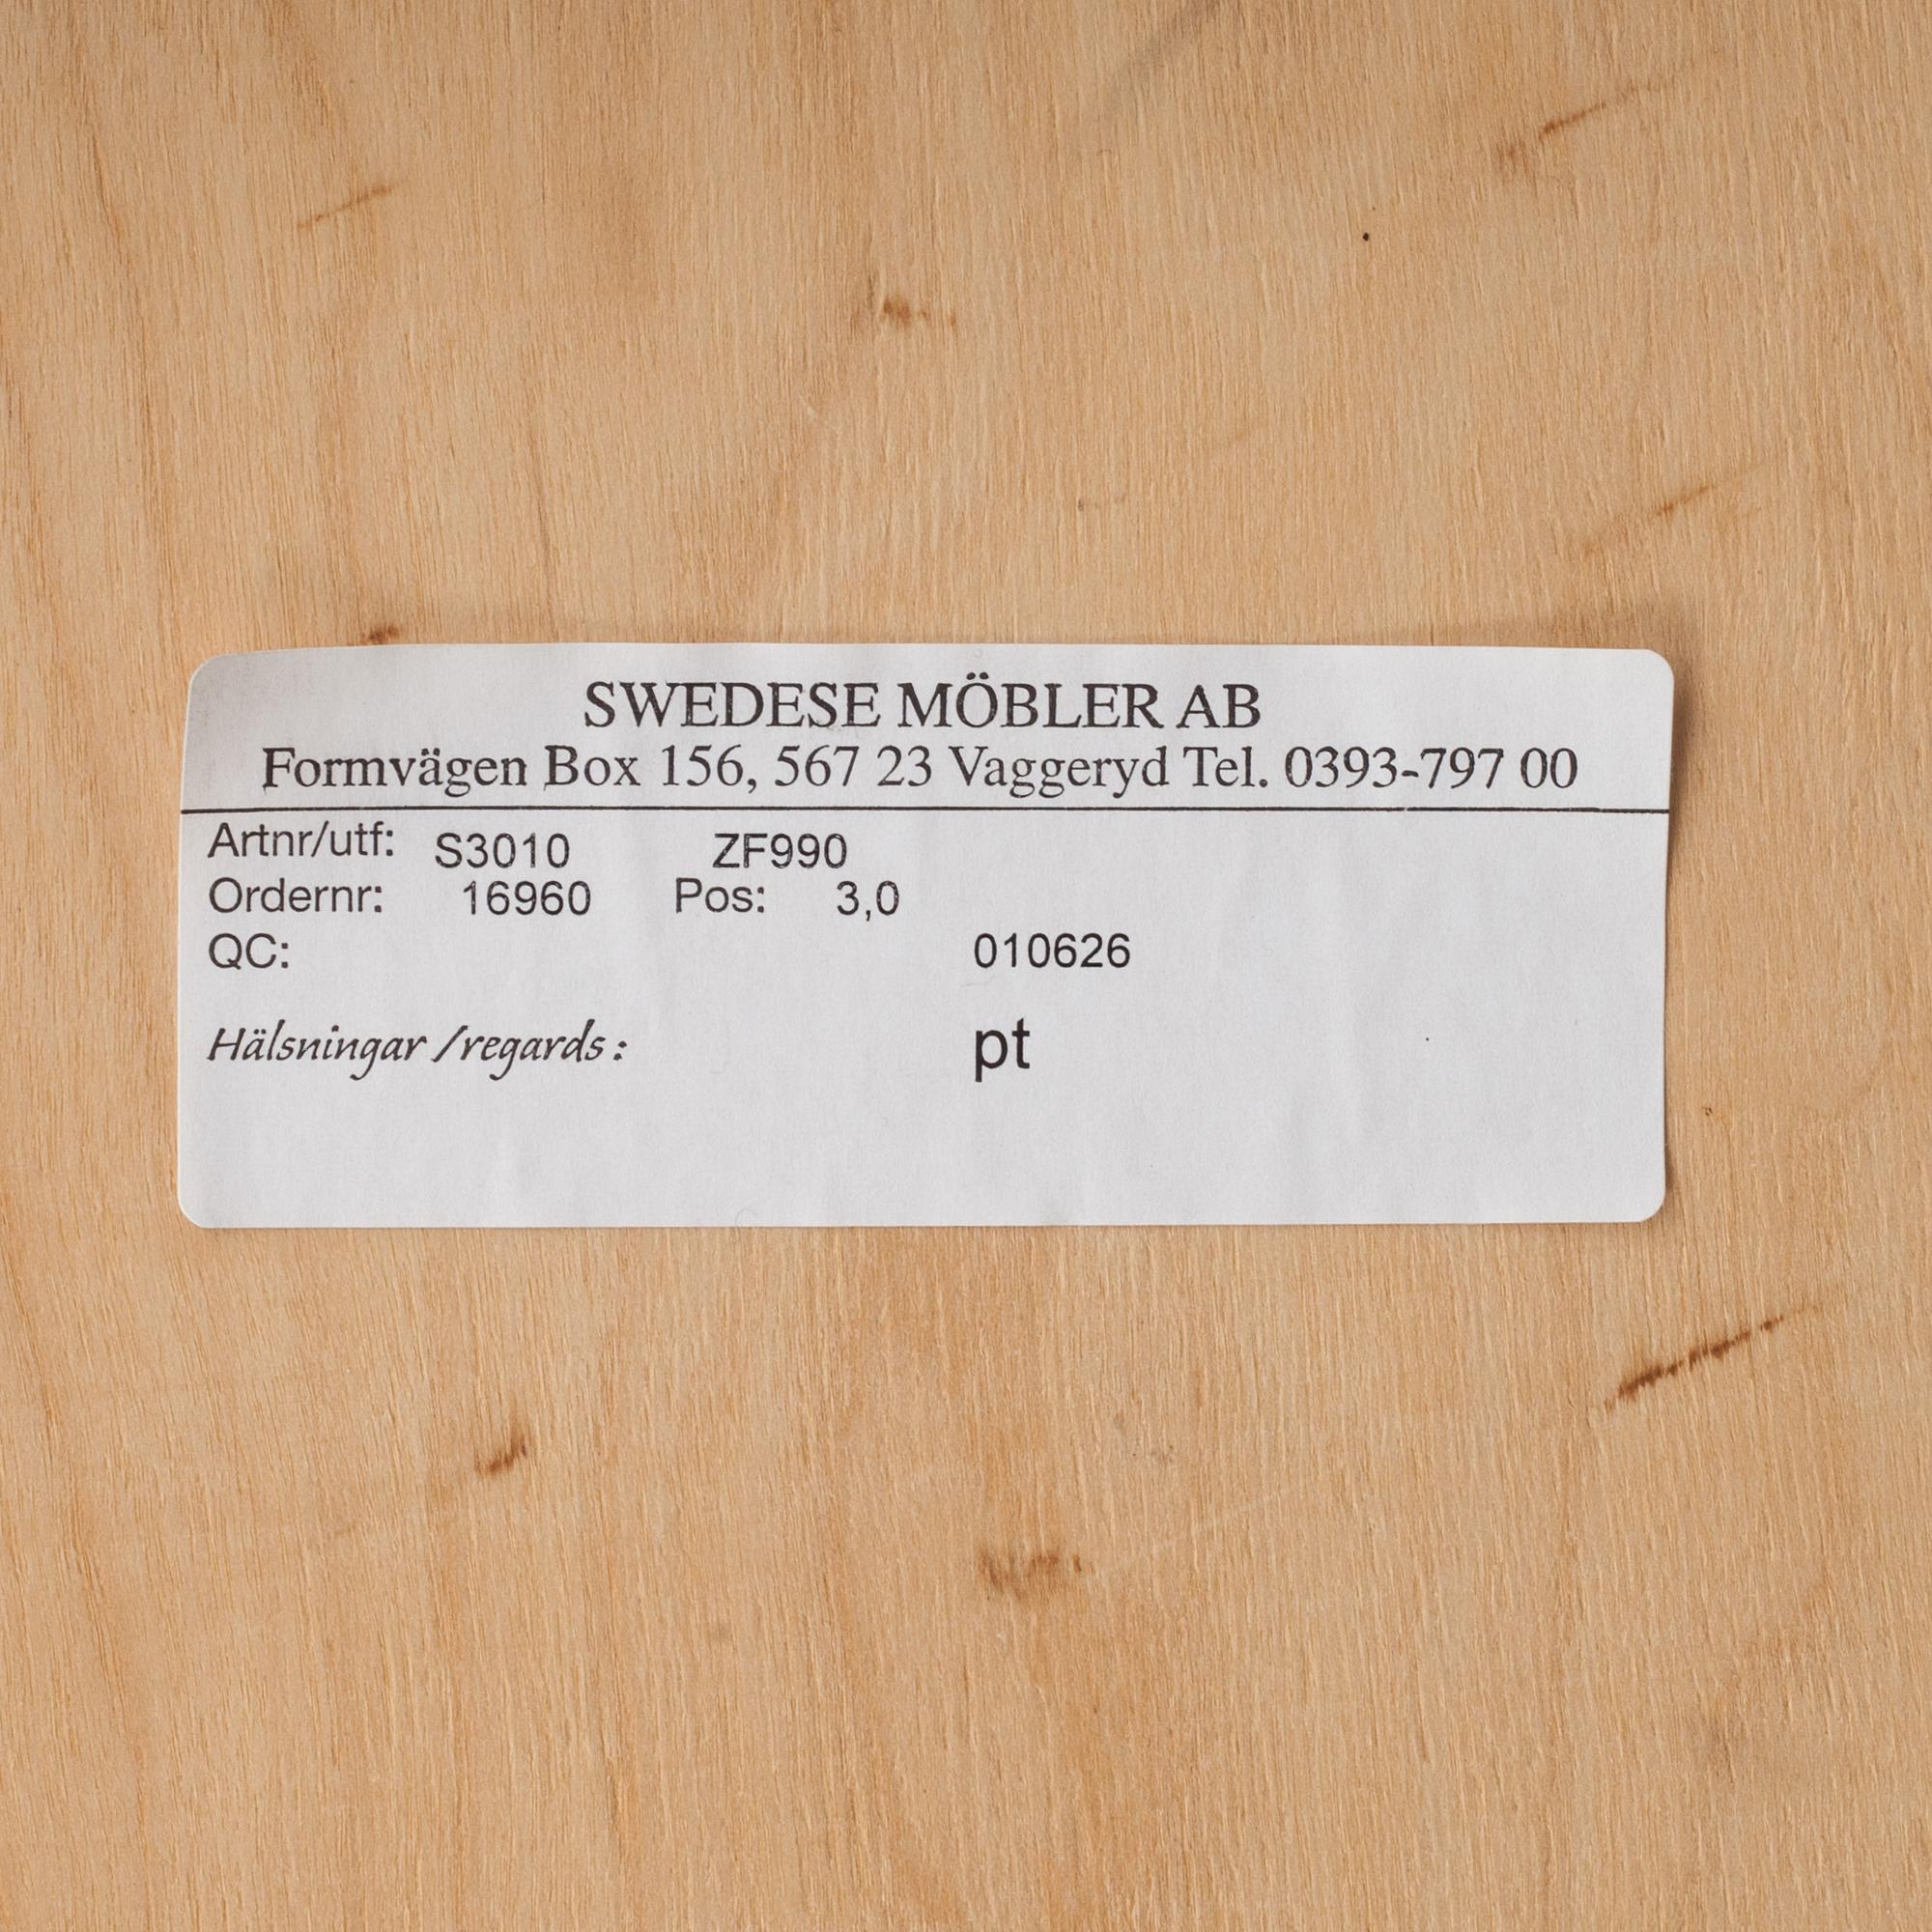 SWEDESE MÖBLER AB
Formvägen Box 156, 567 23 Vaggeryd Tel. 0393-797 00
Artnr/utf: S3010 ZF990
Ordernr: 16960 Pos: 3,0
QC: 010626
Hälsningar /regards : pt